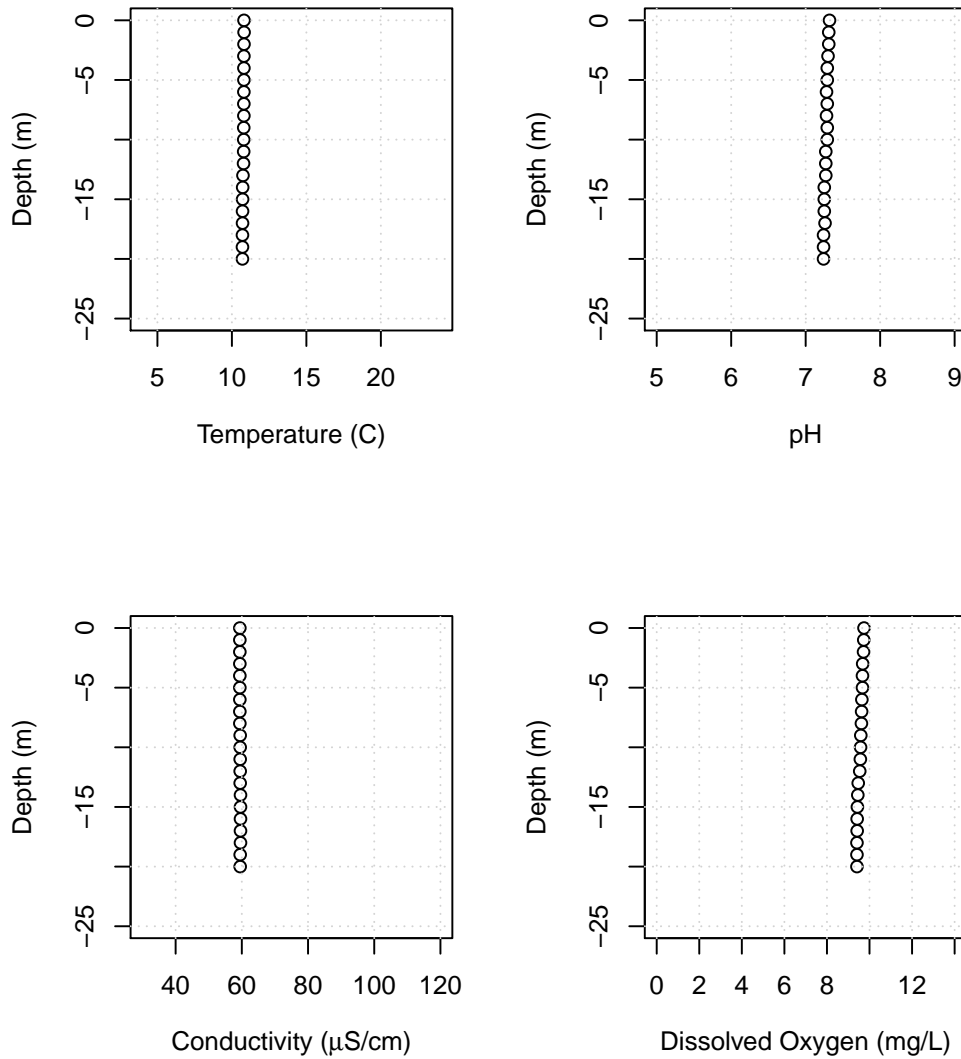 0
−5
−15
−25
Depth (m)
5 10 15 20
Temperature (C)
0
−5
−15
−25
Depth (m)
5 6 7 8 9
pH
0
−5
−15
−25
Depth (m)
40 60 80 100 120
Conductivity (μS/cm)
0
−5
−15
−25
Depth (m)
0 2 4 6 8 12
Dissolved Oxygen (mg/L)